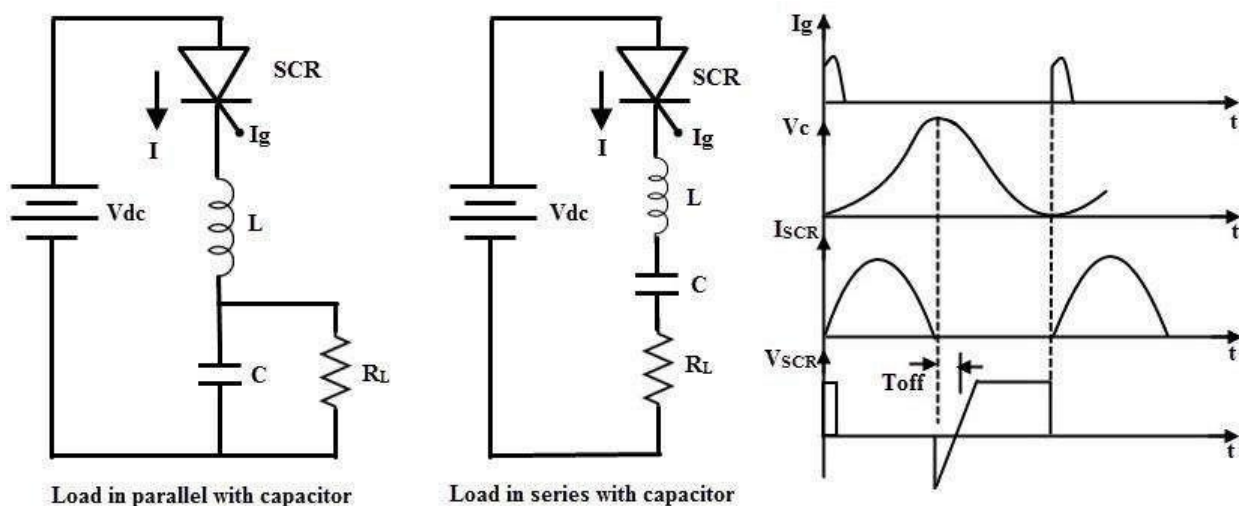 SCR
Ig
I
L
Vdc
C
RL
Load in parallel with capacitor
SCR
Ig
I
L
Vdc
C
RL
Load in series with capacitor
Ig
t
Vc
t
ISCR
t
VSCR
Toff
t